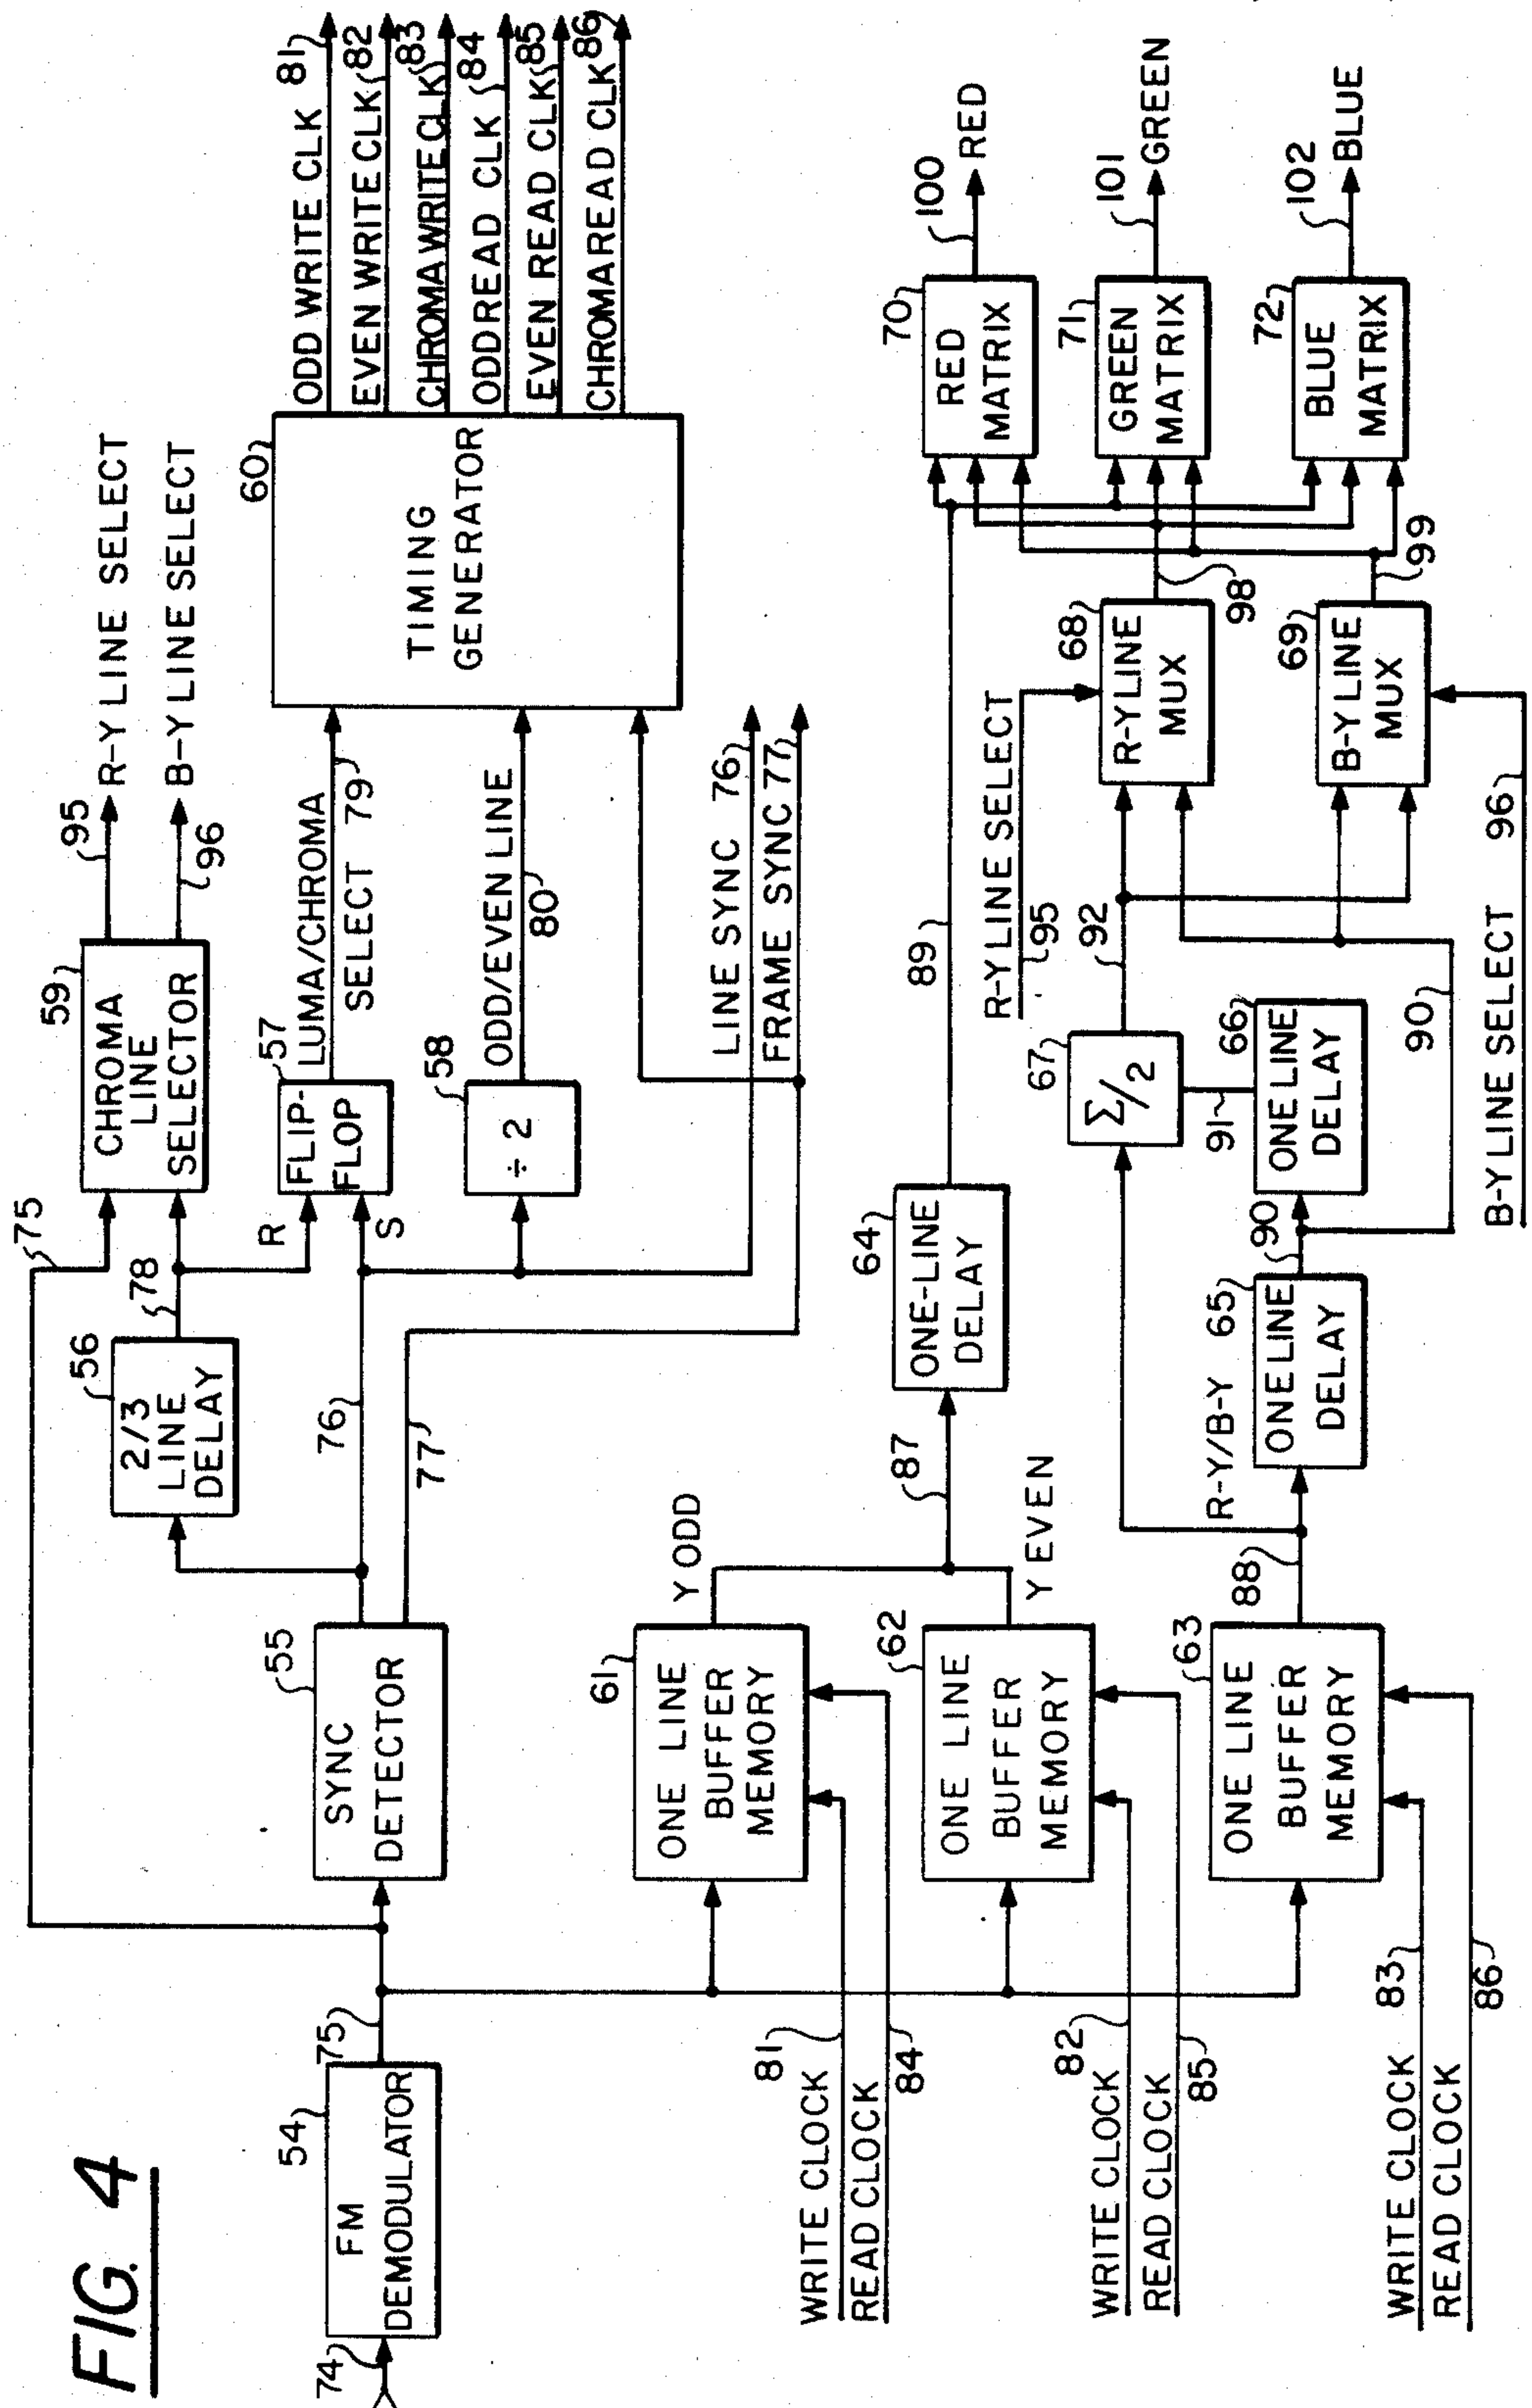 FIG. 4
74
54
FM
DEMODULATOR
75
75
55
SYNC
DETECTOR
76
77
56
2/3
LINE
DELAY
78
59
CHROMA
LINE
SELECTOR
95
R-Y LINE SELECT
96
B-Y LINE SELECT
R
S
57
FLIP-
FLOP
LUMA/CHROMA
SELECT 79
58
÷ 2
ODD/EVEN LINE
80
LINE SYNC 76
FRAME SYNC 77
60
TIMING
GENERATOR
ODD WRITE CLK 81
EVEN WRITE CLK 82
CHROMA WRITE CLK 83
ODD READ CLK 84
EVEN READ CLK 85
CHROMA READ CLK 86
61
ONE LINE
BUFFER
MEMORY
Y ODD
WRITE CLOCK 81
READ CLOCK 84
62
ONE LINE
BUFFER
MEMORY
Y EVEN
WRITE CLOCK 82
READ CLOCK 85
63
ONE LINE
BUFFER
MEMORY
WRITE CLOCK 83
READ CLOCK 86
87
64
ONE-LINE
DELAY
89
88
R-Y/B-Y 65
ONE LINE
DELAY
90
66
ONE LINE
DELAY
91
67
Σ/2
92
90
R-Y LINE SELECT
95
68
R-Y LINE
MUX
98
69
B-Y LINE
MUX
99
B-Y LINE SELECT 96
70
RED
MATRIX
100
RED
71
GREEN
MATRIX
101
GREEN
72
BLUE
MATRIX
102
BLUE